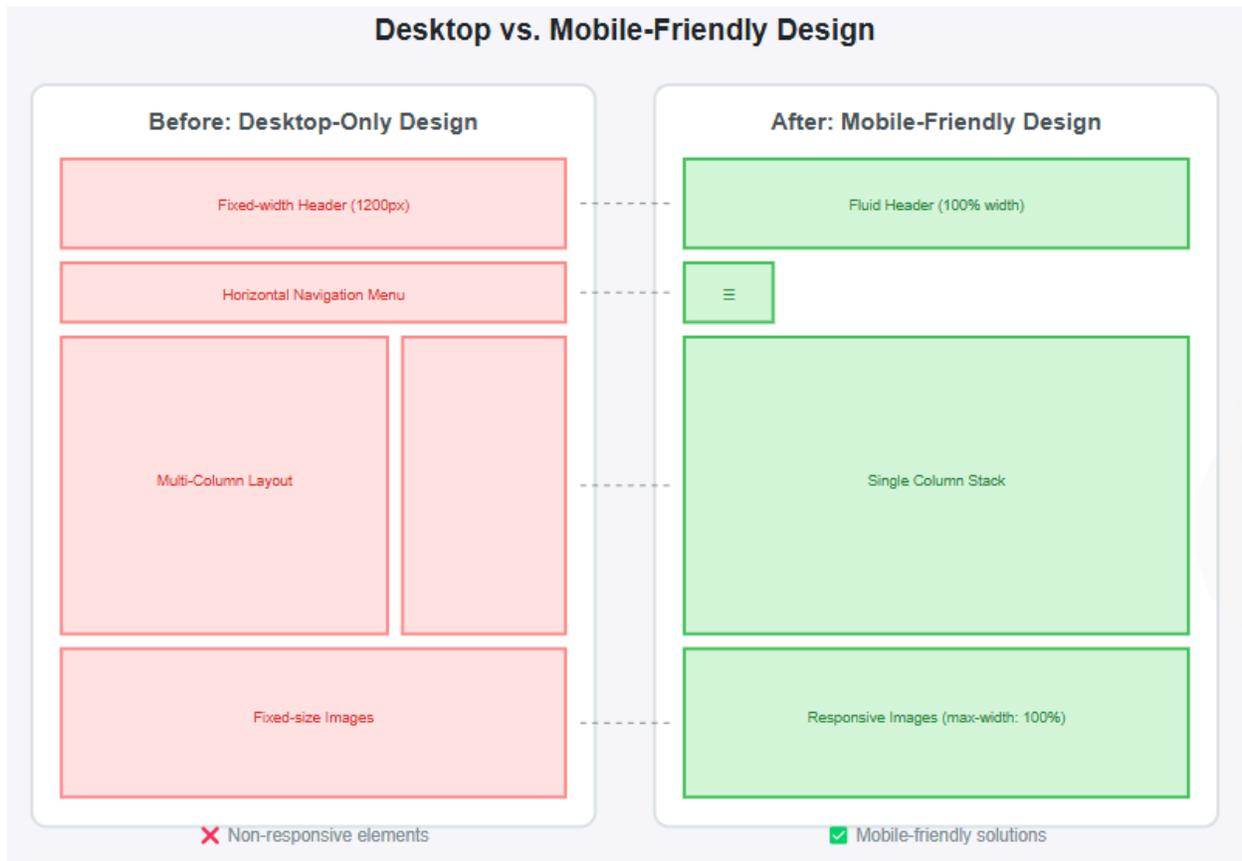 Desktop vs. Mobile-Friendly Design
Before: Desktop-Only Design
Fixed-width Header (1200px)
Horizontal Navigation Menu
Multi-Column Layout
Fixed-size Images
❌ Non-responsive elements
After: Mobile-Friendly Design
Fluid Header (100% width)
☰
Single Column Stack
Responsive Images (max-width: 100%)
✅ Mobile-friendly solutions